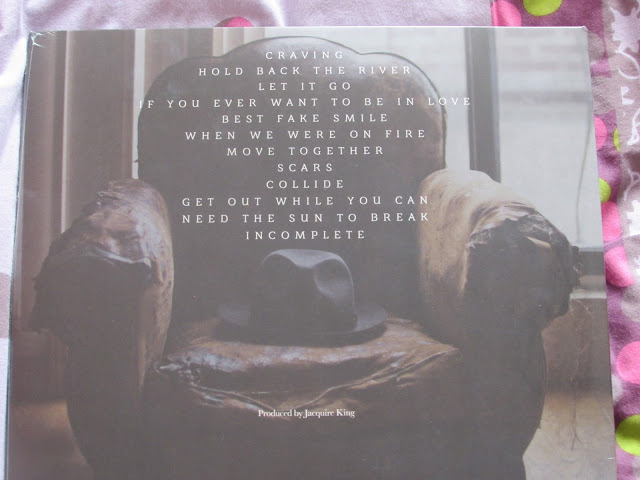 CRAVING
HOLD BACK THE RIVER
LET IT GO
IF YOU EVER WANT TO BE IN LOVE
BEST FAKE SMILE
WHEN WE WERE ON FIRE
MOVE TOGETHER
SCARS
COLLIDE
GET OUT WHILE YOU CAN
NEED THE SUN TO BREAK
INCOMPLETE
Produced by Jacquire King